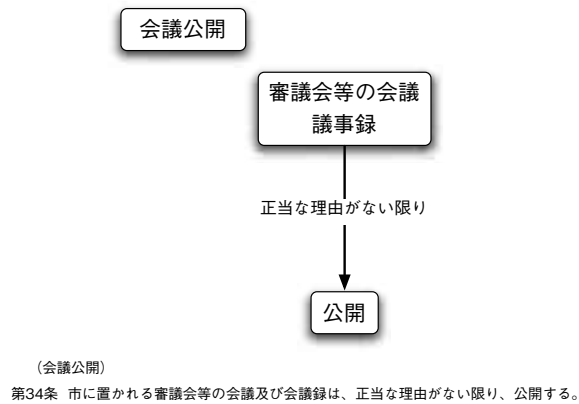 会議公開
審議会等の会議
議事録
正当な理由がない限り
公開
（会議公開）
第34条 市に置かれる審議会等の会議及び会議録は、正当な理由がない限り、公開する。